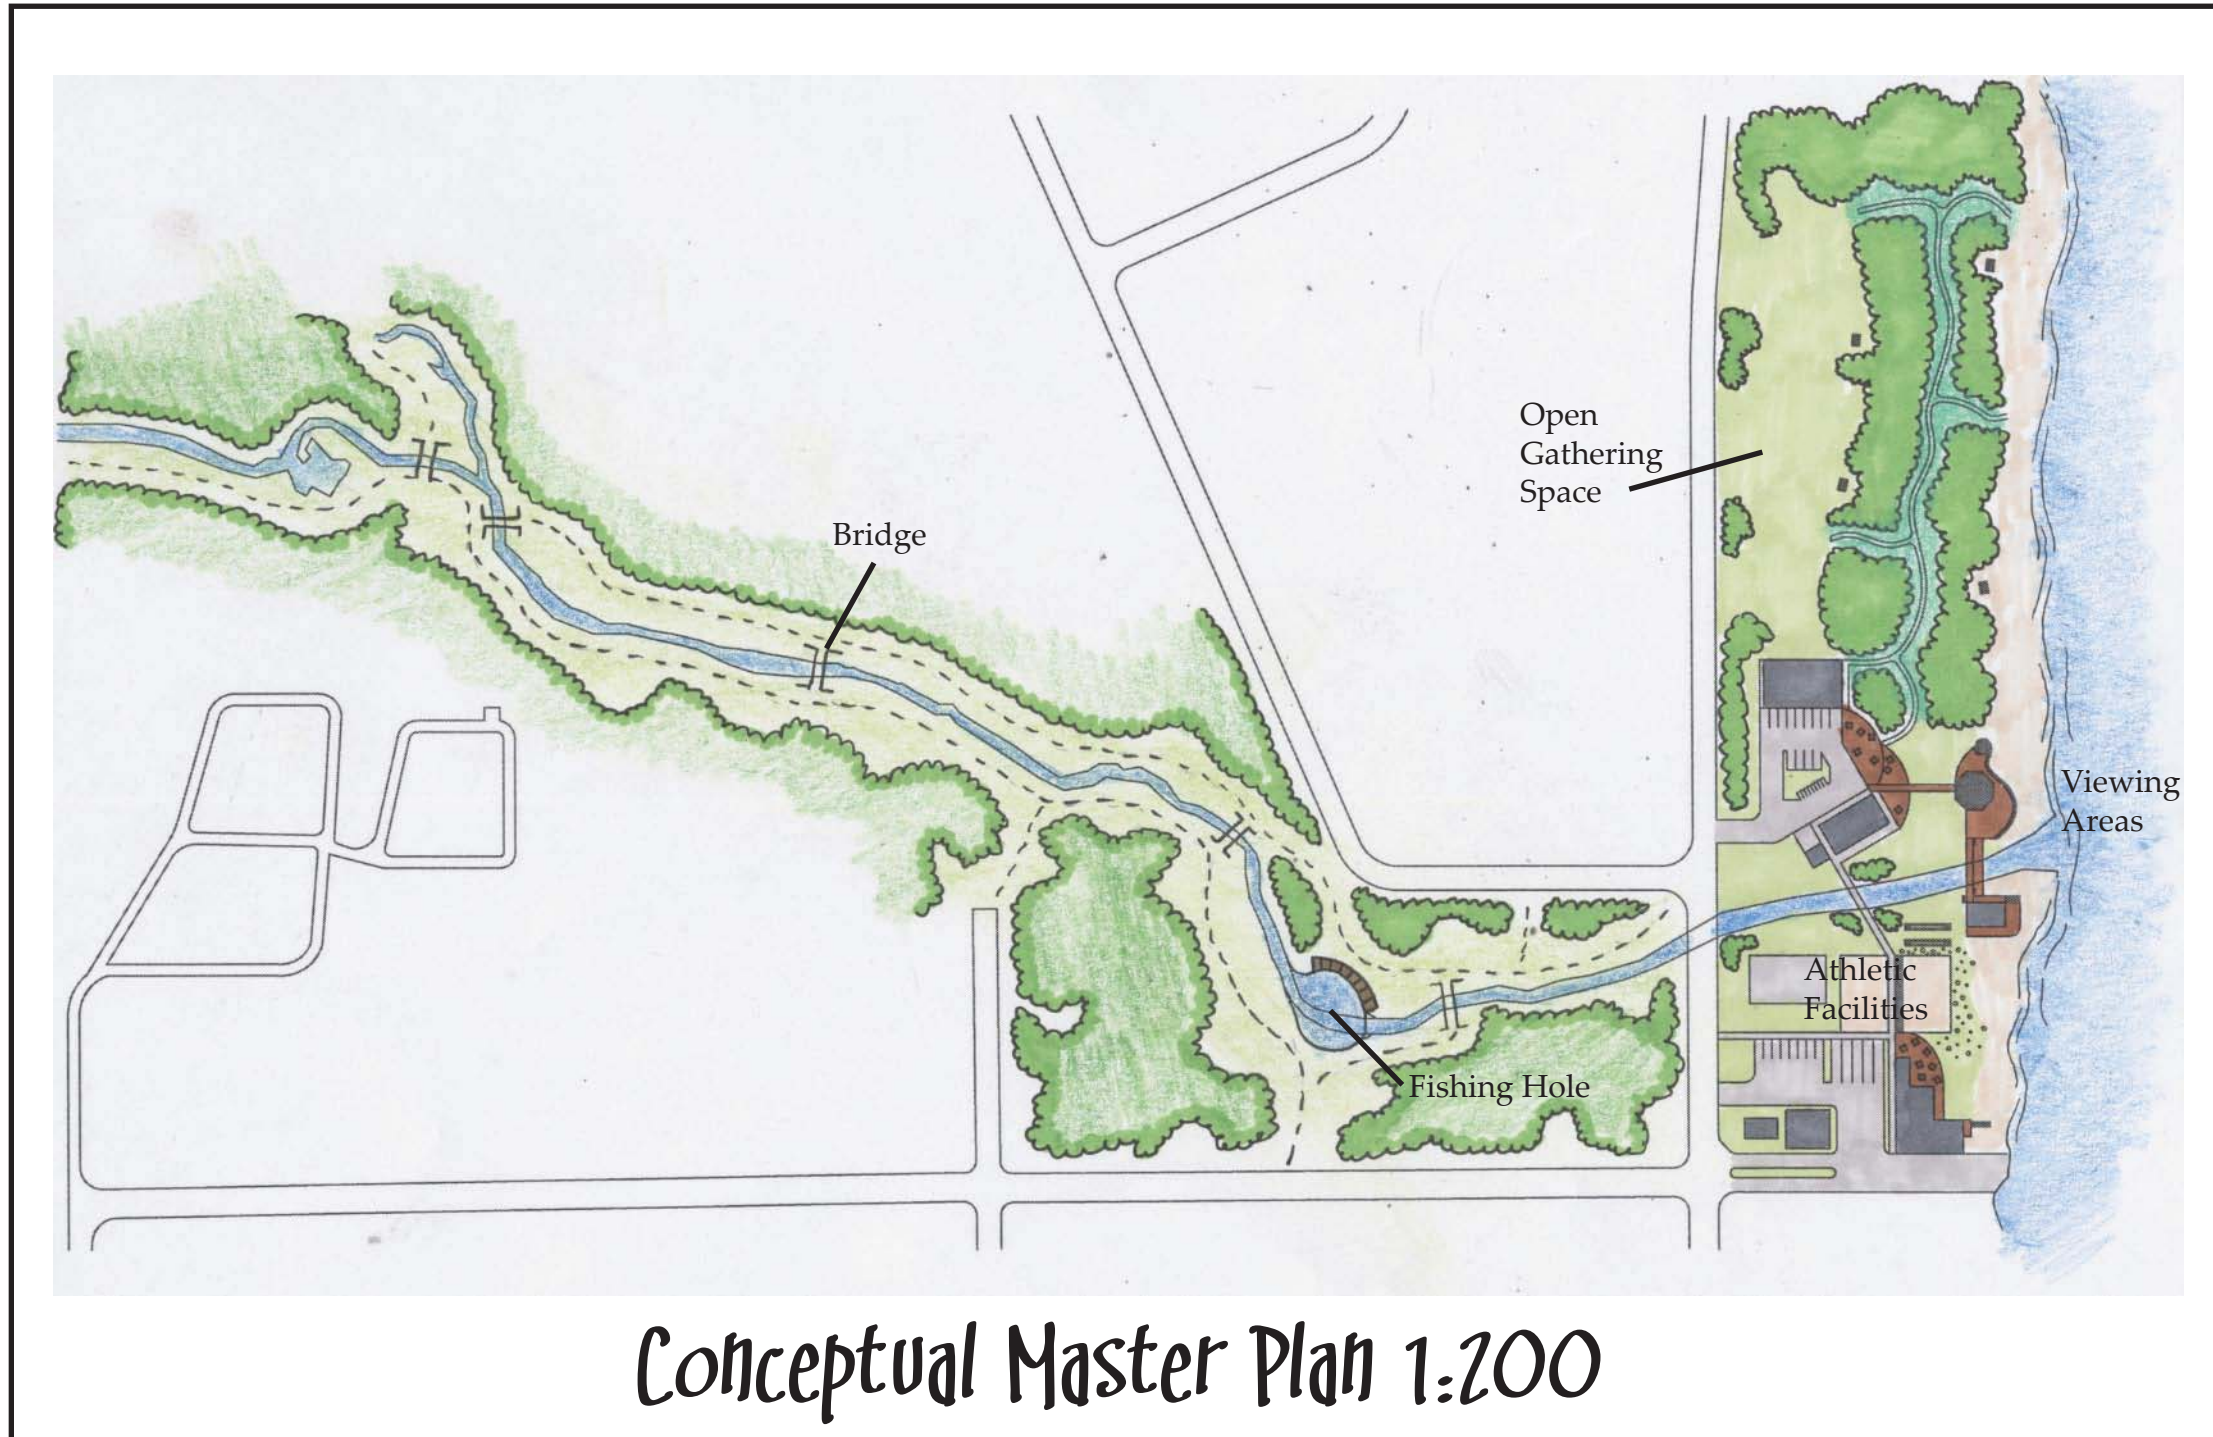 Open
Gathering
Space
Bridge
Viewing
Areas
Athletic
Facilities
Fishing Hole
Conceptual Master Plan 1:200